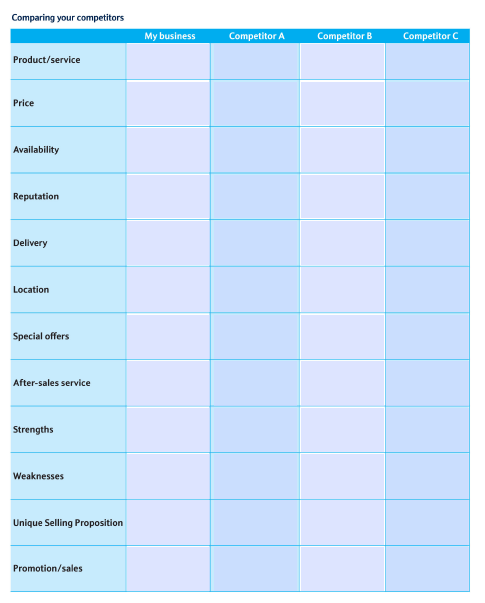 Comparing your competitors
My business Competitor A Competitor B Competitor C
Product/service
Price
Availability
Reputation
Delivery
Location
Special offers
After-sales service
Strengths
Weaknesses
Unique Selling Proposition
Promotion/sales